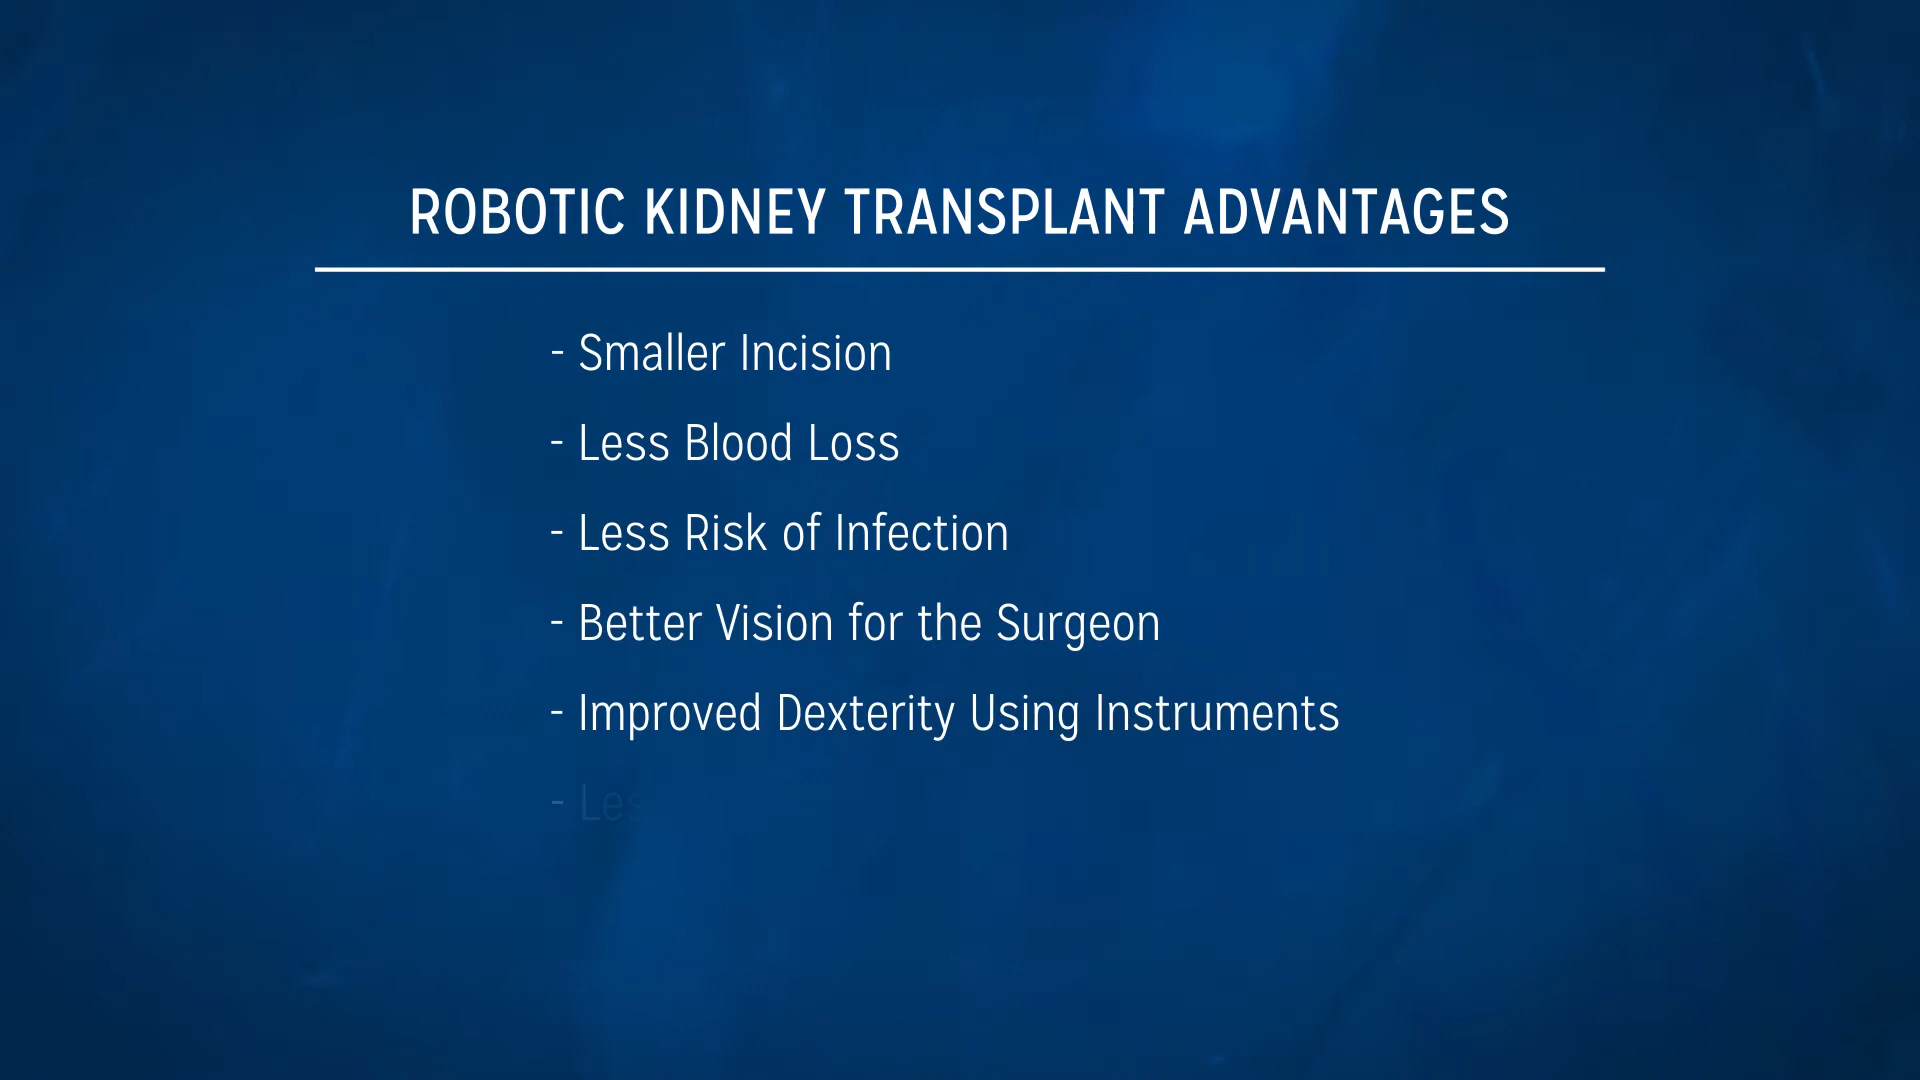 ROBOTIC KIDNEY TRANSPLANT ADVANTAGES
- Smaller Incision
- Less Blood Loss
- Less Risk of Infection
- Better Vision for the Surgeon
- Improved Dexterity Using Instruments
-